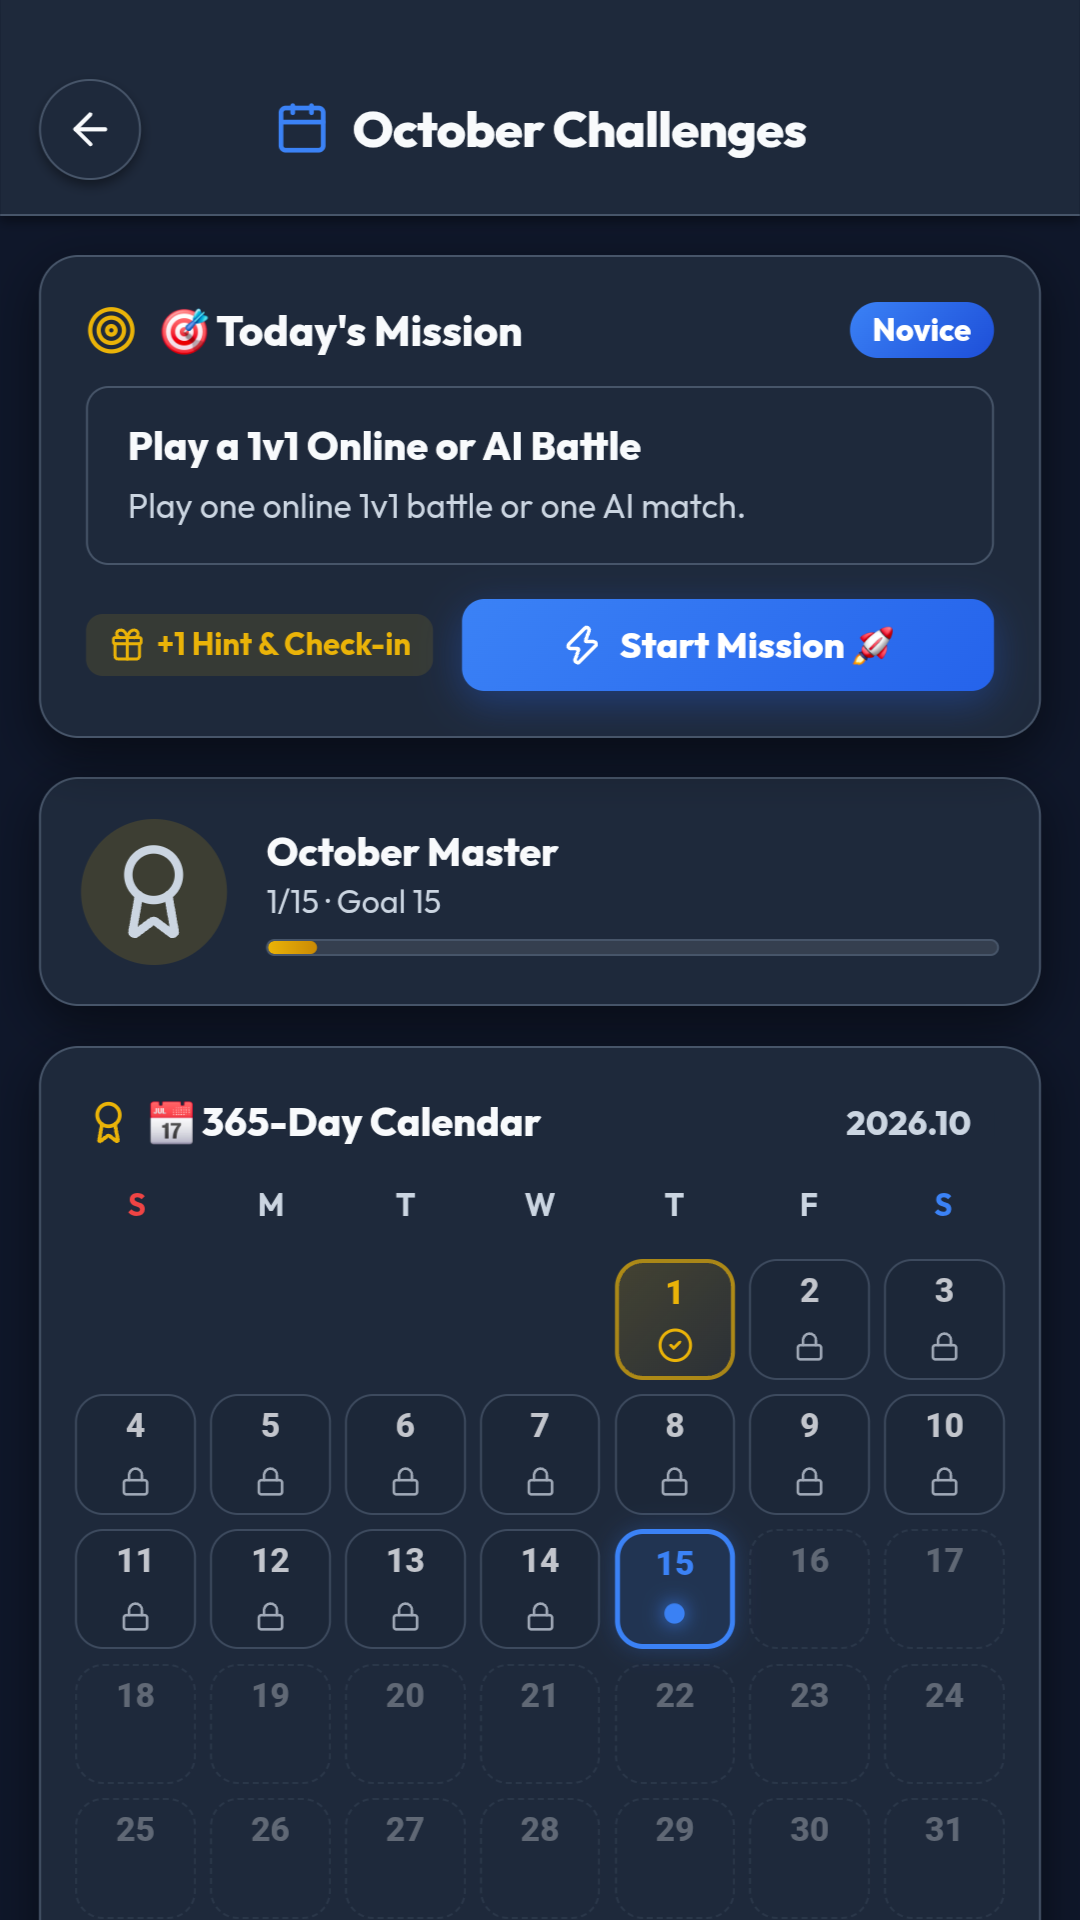 October Challenges
🎯 Today's Mission
Novice
Play a 1v1 Online or AI Battle
Play one online 1v1 battle or one AI match.
+1 Hint & Check-in
Start Mission 🚀
October Master
1/15 · Goal 15
📅 365-Day Calendar
2026.10
S M T W T F S
1 2 3
4 5 6 7 8 9 10
11 12 13 14 15 16 17
18 19 20 21 22 23 24
25 26 27 28 29 30 31